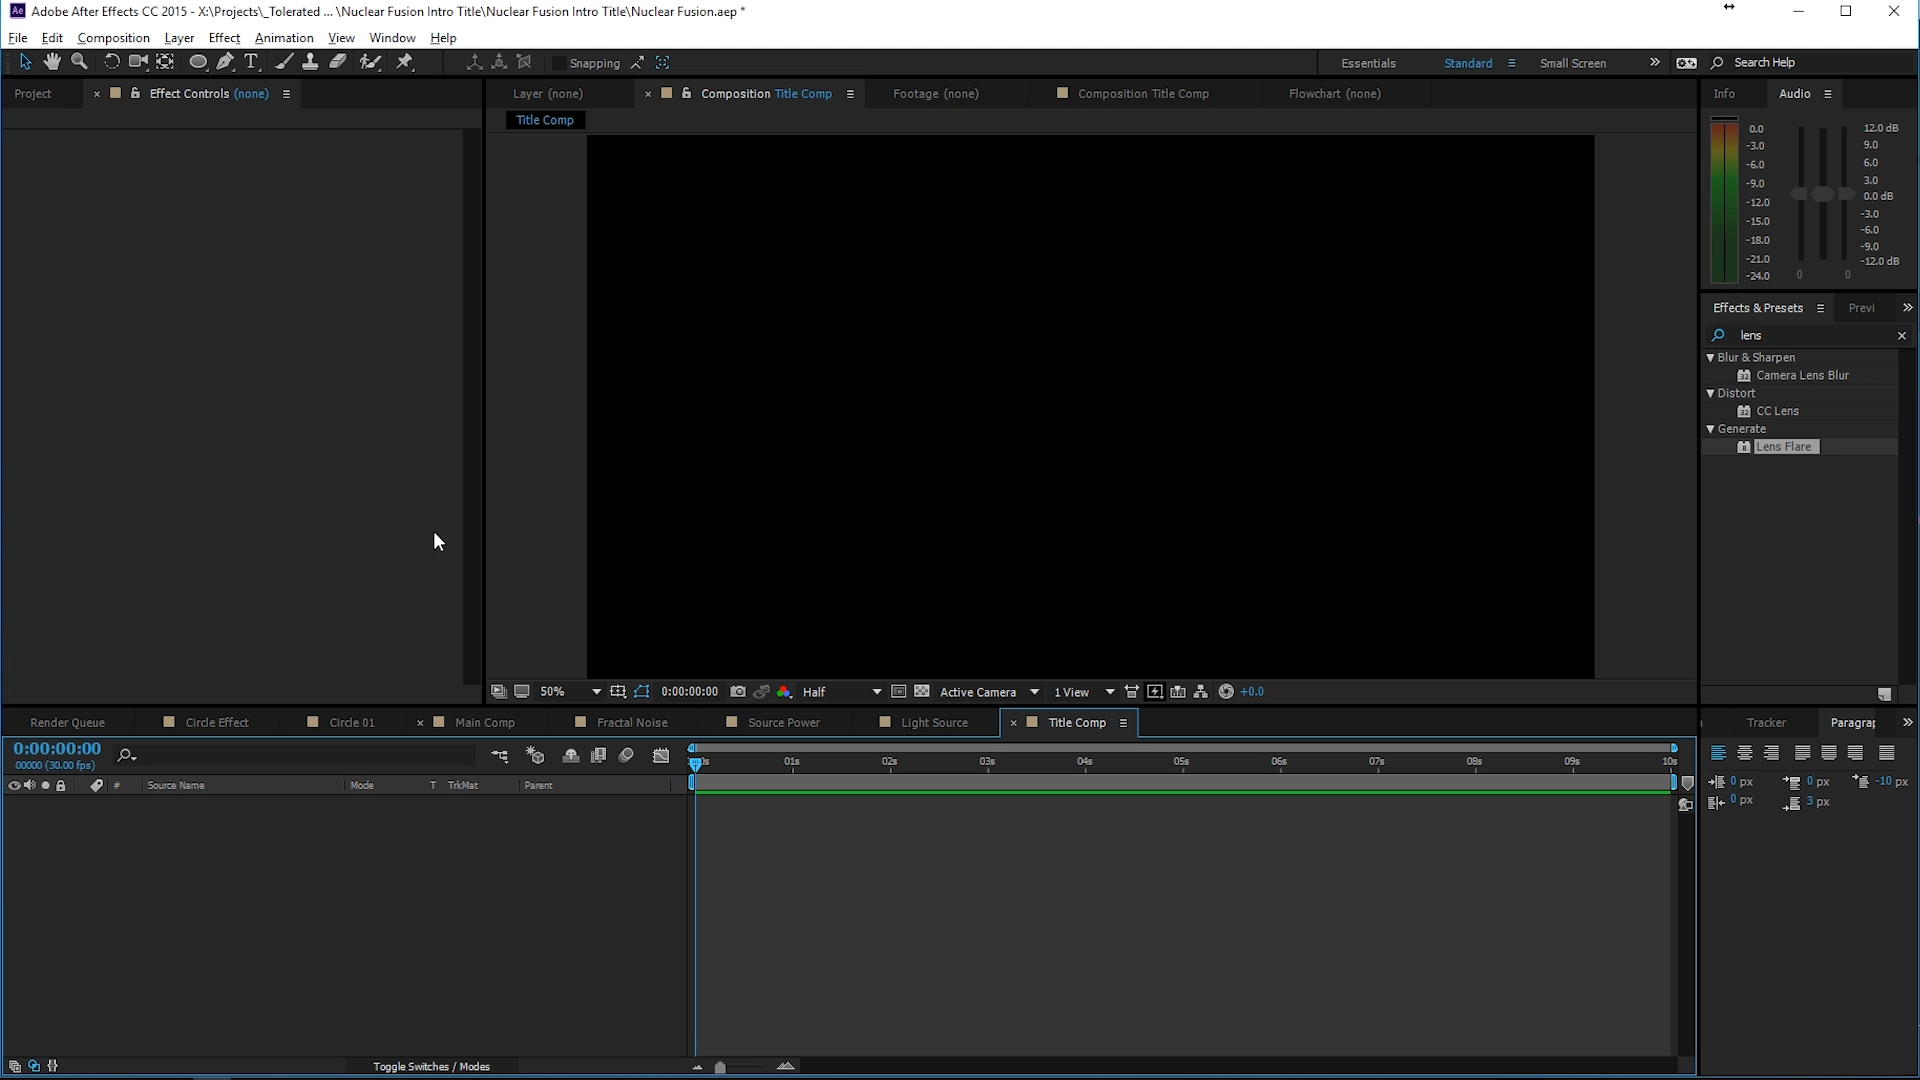 Adobe After Effects CC 2015 - X:\Projects\_Tolerated ... \Nuclear Fusion Intro Title\Nuclear Fusion Intro Title\Nuclear Fusion.aep *
File Edit Composition Layer Effect Animation View Window Help
Snapping Essentials Standard Small Screen Search Help
Project Effect Controls (none) Layer (none) Composition Title Comp Footage (none) Composition Title Comp Flowchart (none) Info Audio
Title Comp
0.0 12.0 dB
-3.0 9.0
-6.0 6.0
-9.0 3.0
-12.0 0.0 dB
-15.0 -3.0
-18.0 -6.0
-21.0 -9.0
-24.0 0 0 -12.0 dB
Effects & Presets Previ
lens
Blur & Sharpen
Camera Lens Blur
Distort
CC Lens
Generate
Lens Flare
50% 0:00:00:00 Half Active Camera 1 View +0.0
Render Queue Circle Effect Circle 01 Main Comp Fractal Noise Source Power Light Source Title Comp Tracker Paragrap
0:00:00:00
00000 (30.00 fps)
01s 02s 03s 04s 05s 06s 07s 08s 09s 10s
# Source Name Mode T TrkMat Parent
0 px 0 px -10 px
0 px 3 px
Toggle Switches / Modes